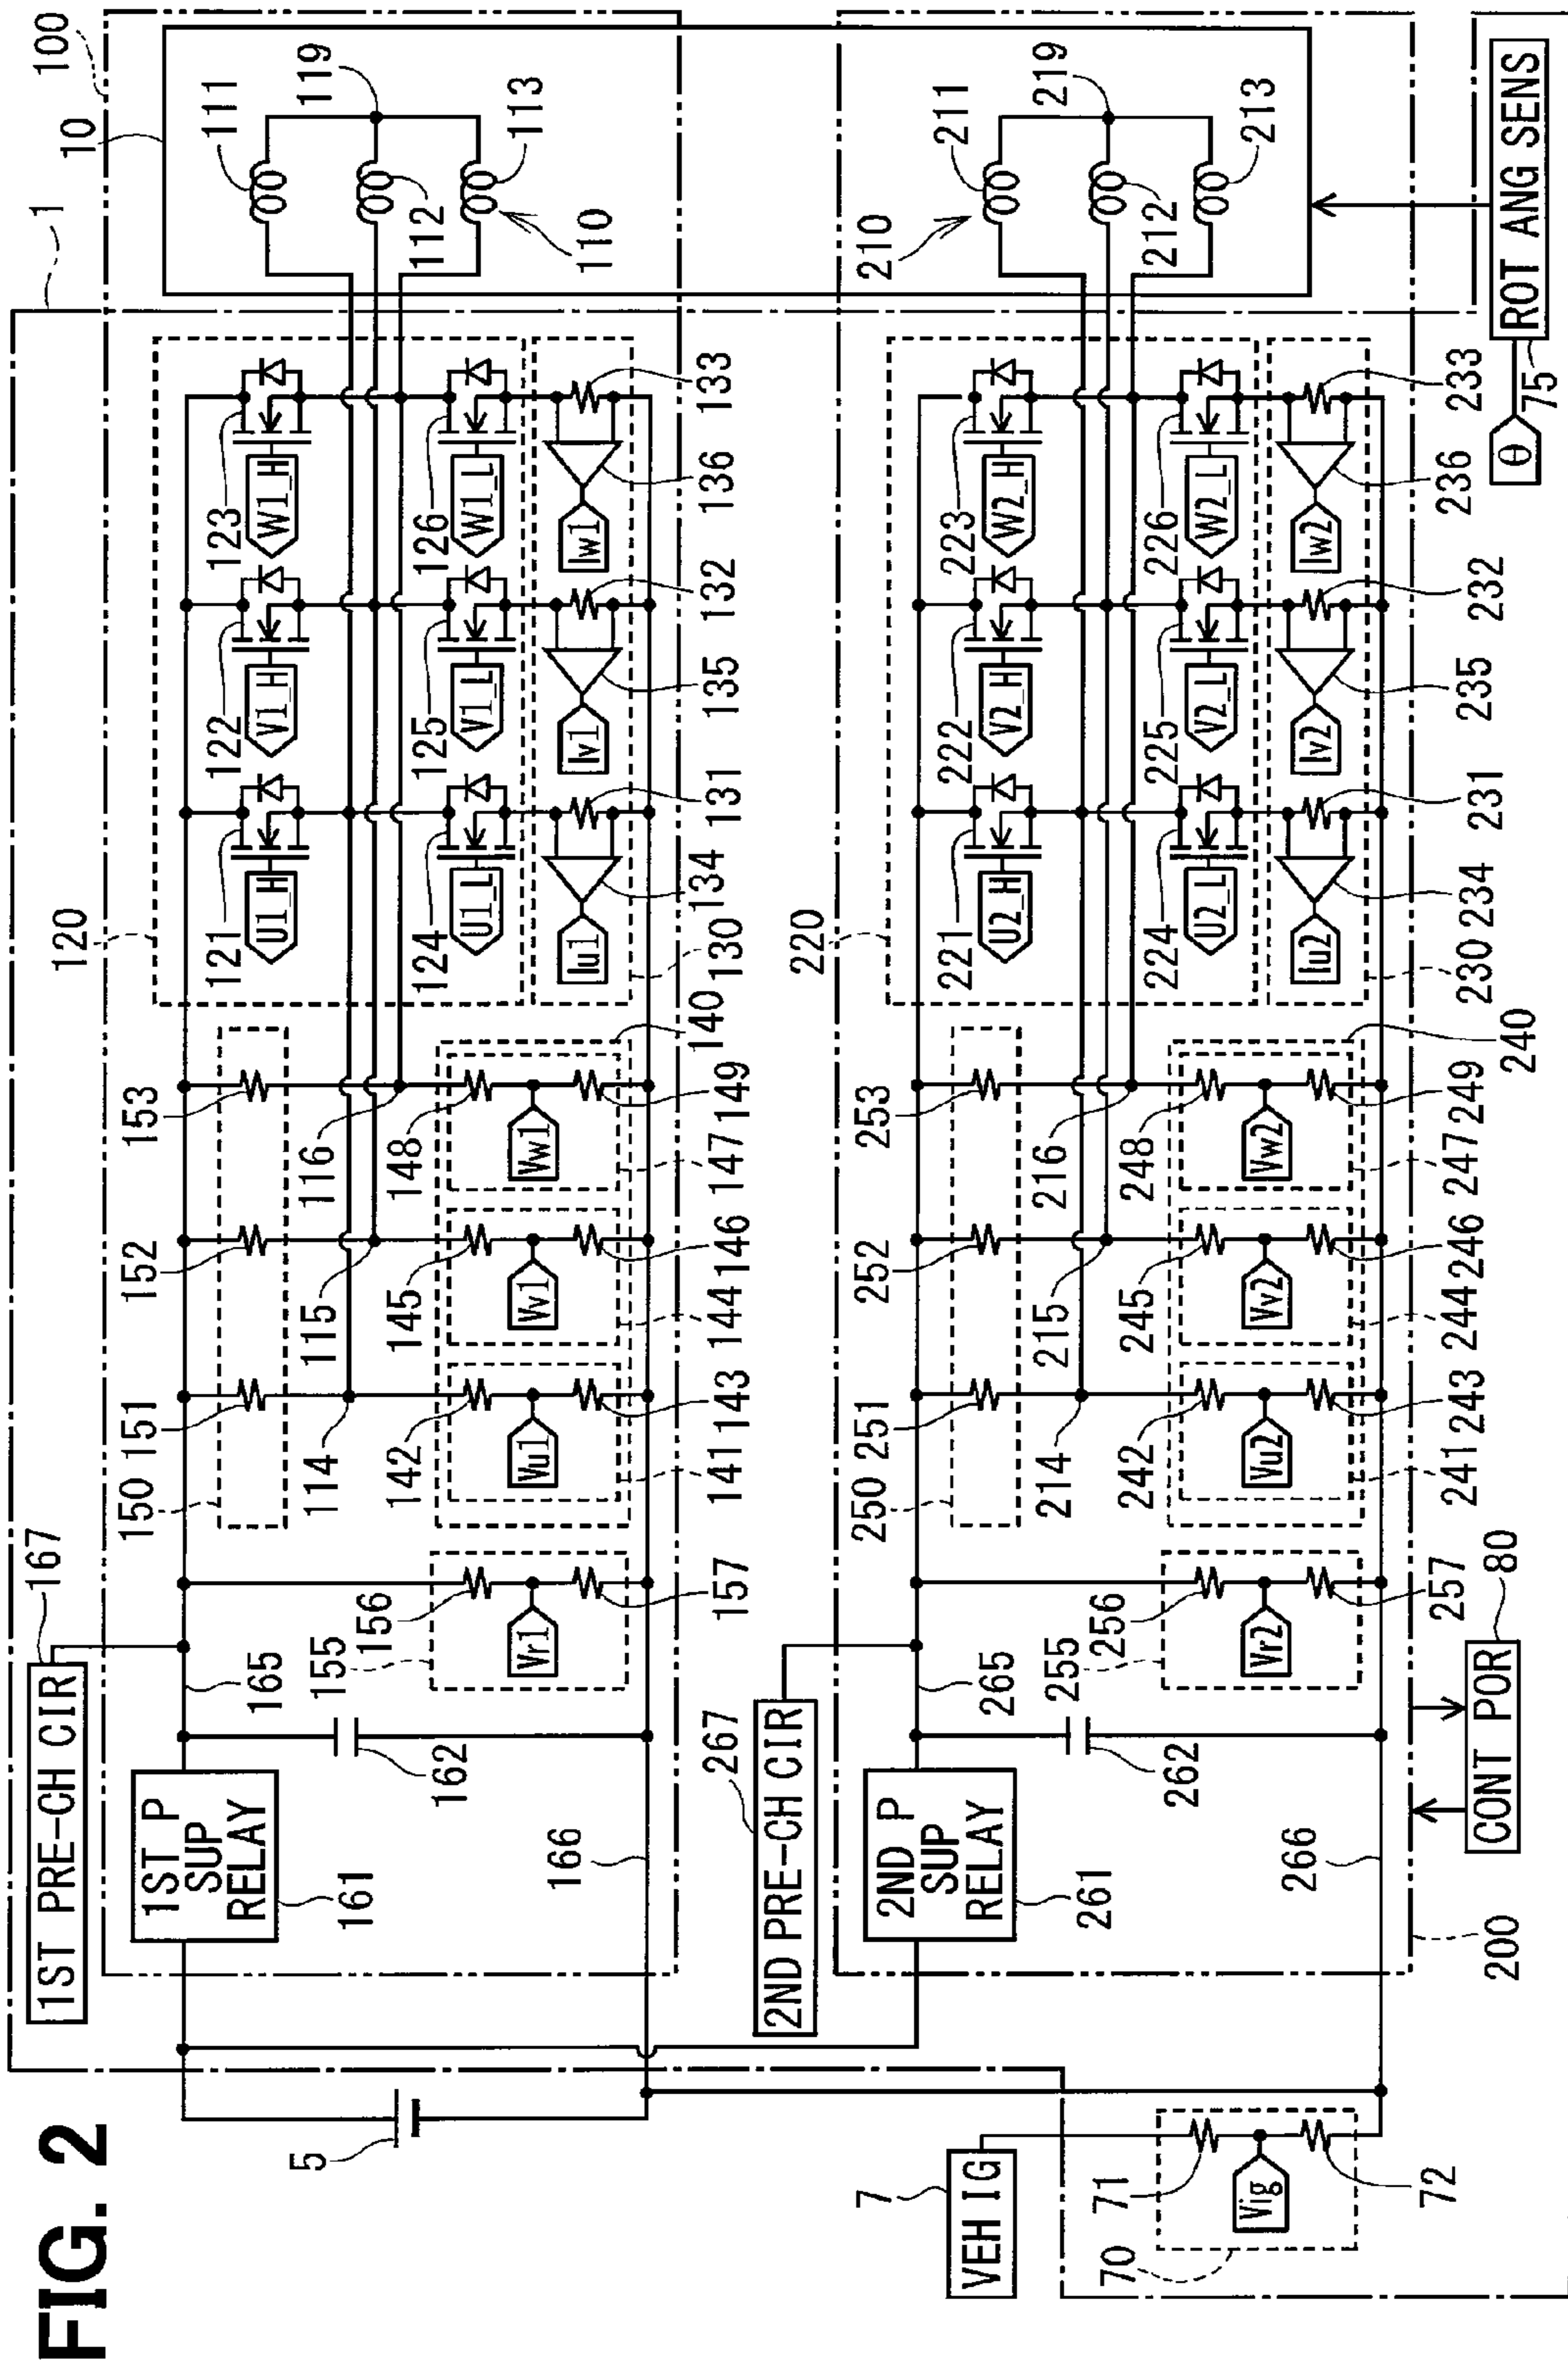 FIG. 2
1
10
100
1ST PRE-CH CIR
167
1ST P
SUP
RELAY
161
165
162
166
5
155
156
157
Vr1
150
151
152
153
114
115
116
140
141
142
143
Vu1
144
145
146
Vv1
147
148
149
Vw1
120
121
U1_H
122
V1_H
123
W1_H
124
U1_L
125
V1_L
126
W1_L
130
131
132
133
134
135
136
Iu1
Iv1
Iw1
110
111
112
113
119
2ND PRE-CH CIR
267
2ND P
SUP
RELAY
261
265
262
266
200
255
256
257
Vr2
250
251
252
253
214
215
216
240
241
242
243
Vu2
244
245
246
Vv2
247
248
249
Vw2
220
221
U2_H
222
V2_H
223
W2_H
224
U2_L
225
V2_L
226
W2_L
230
231
232
233
234
235
236
Iu2
Iv2
Iw2
210
211
212
213
219
VEH IG
7
70
71
72
Vig
CONT POR
80
ROT ANG SENS
75
θ